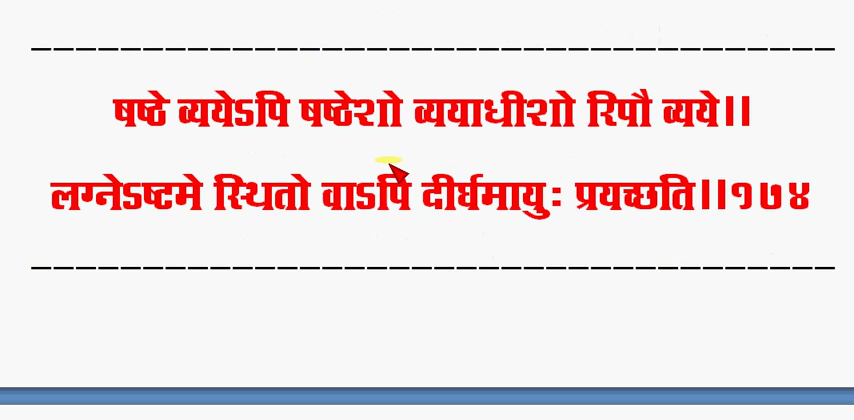 षष्ठे व्ययेऽपि षष्ठेशो व्ययाधीशो रिपौ व्यये।।
लग्नेऽष्टमे स्थितो वाऽपि दीर्घमायुः प्रयच्छति।।१७४